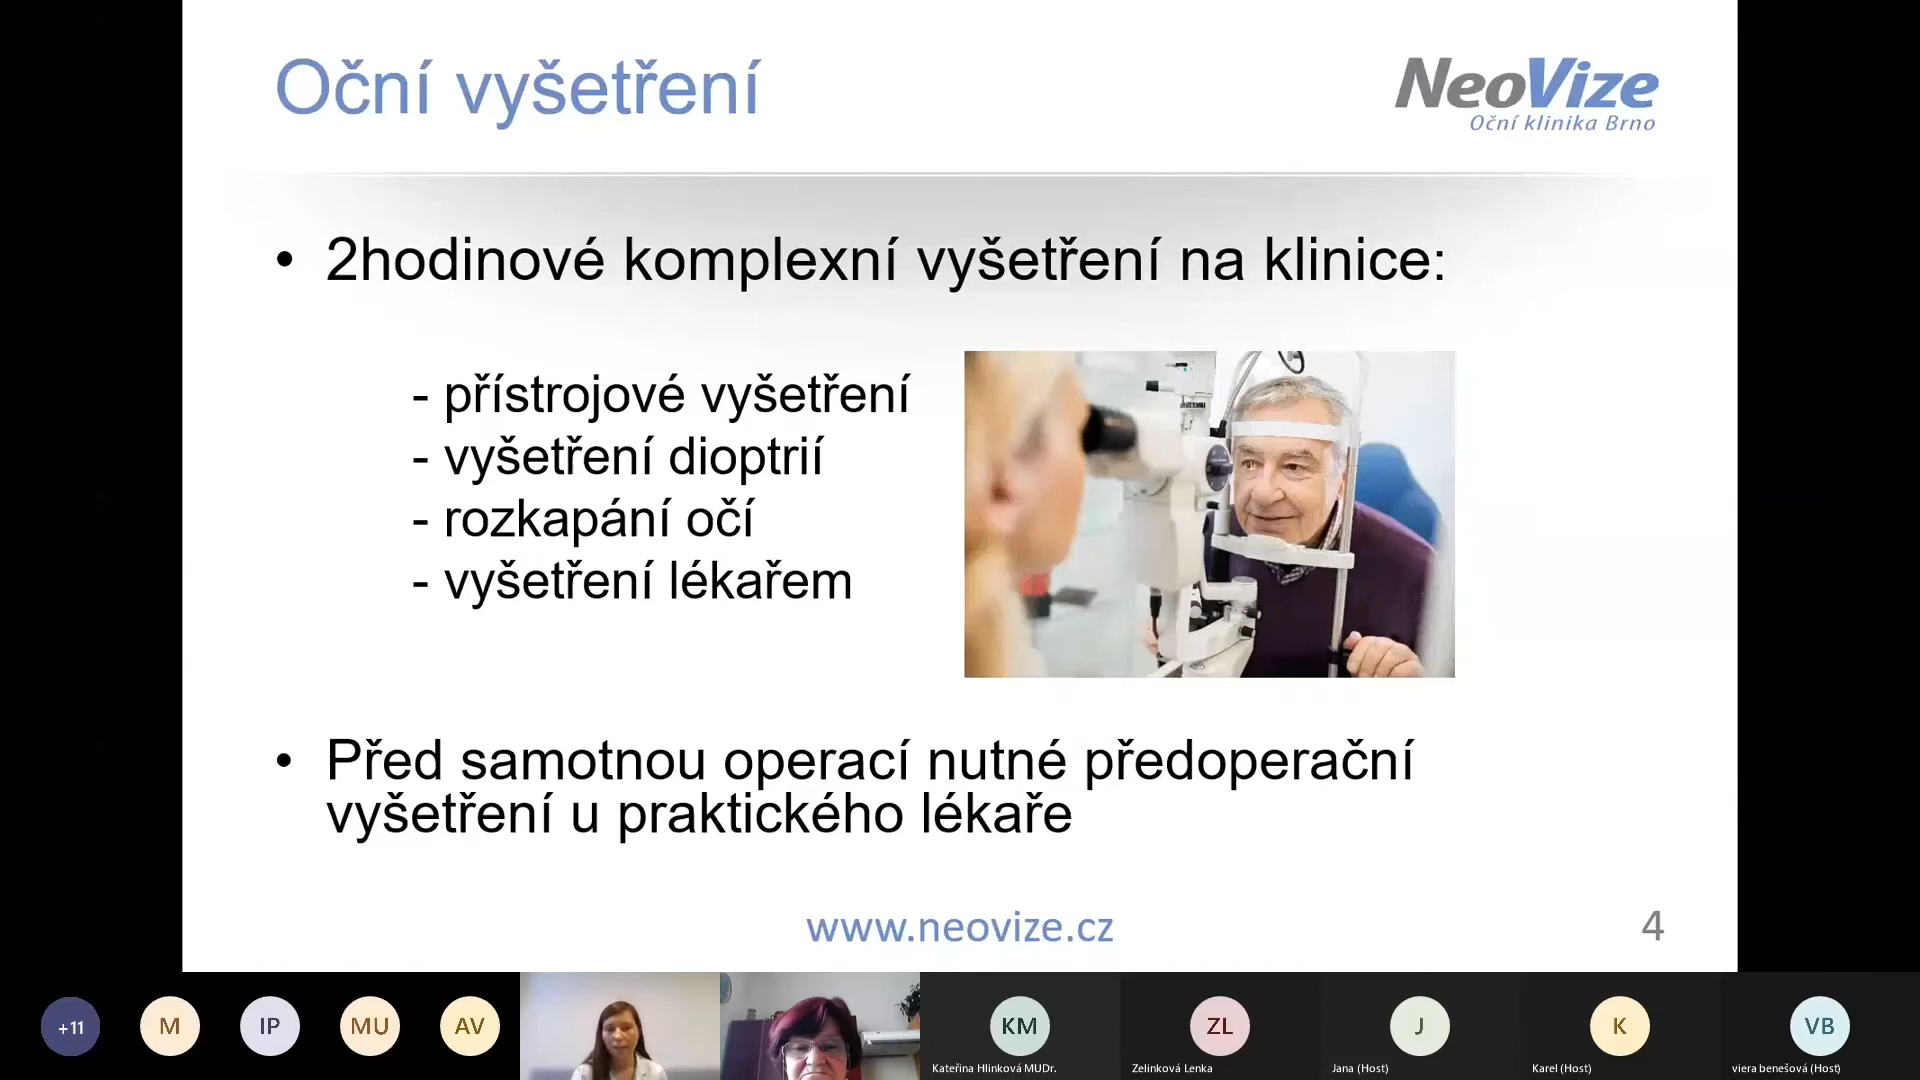 Oční vyšetření
NeoVize
Oční klinika Brno
• 2hodinové komplexní vyšetření na klinice:
- přístrojové vyšetření
- vyšetření dioptrií
- rozkapání očí
- vyšetření lékařem
• Před samotnou operací nutné předoperační
vyšetření u praktického lékaře
www.neovize.cz
4
+11
M
IP
MU
AV
KM
Kateřina Hlinková MUDr.
ZL
Zelinková Lenka
J
Jana (Host)
K
Karel (Host)
VB
viera benešová (Host)